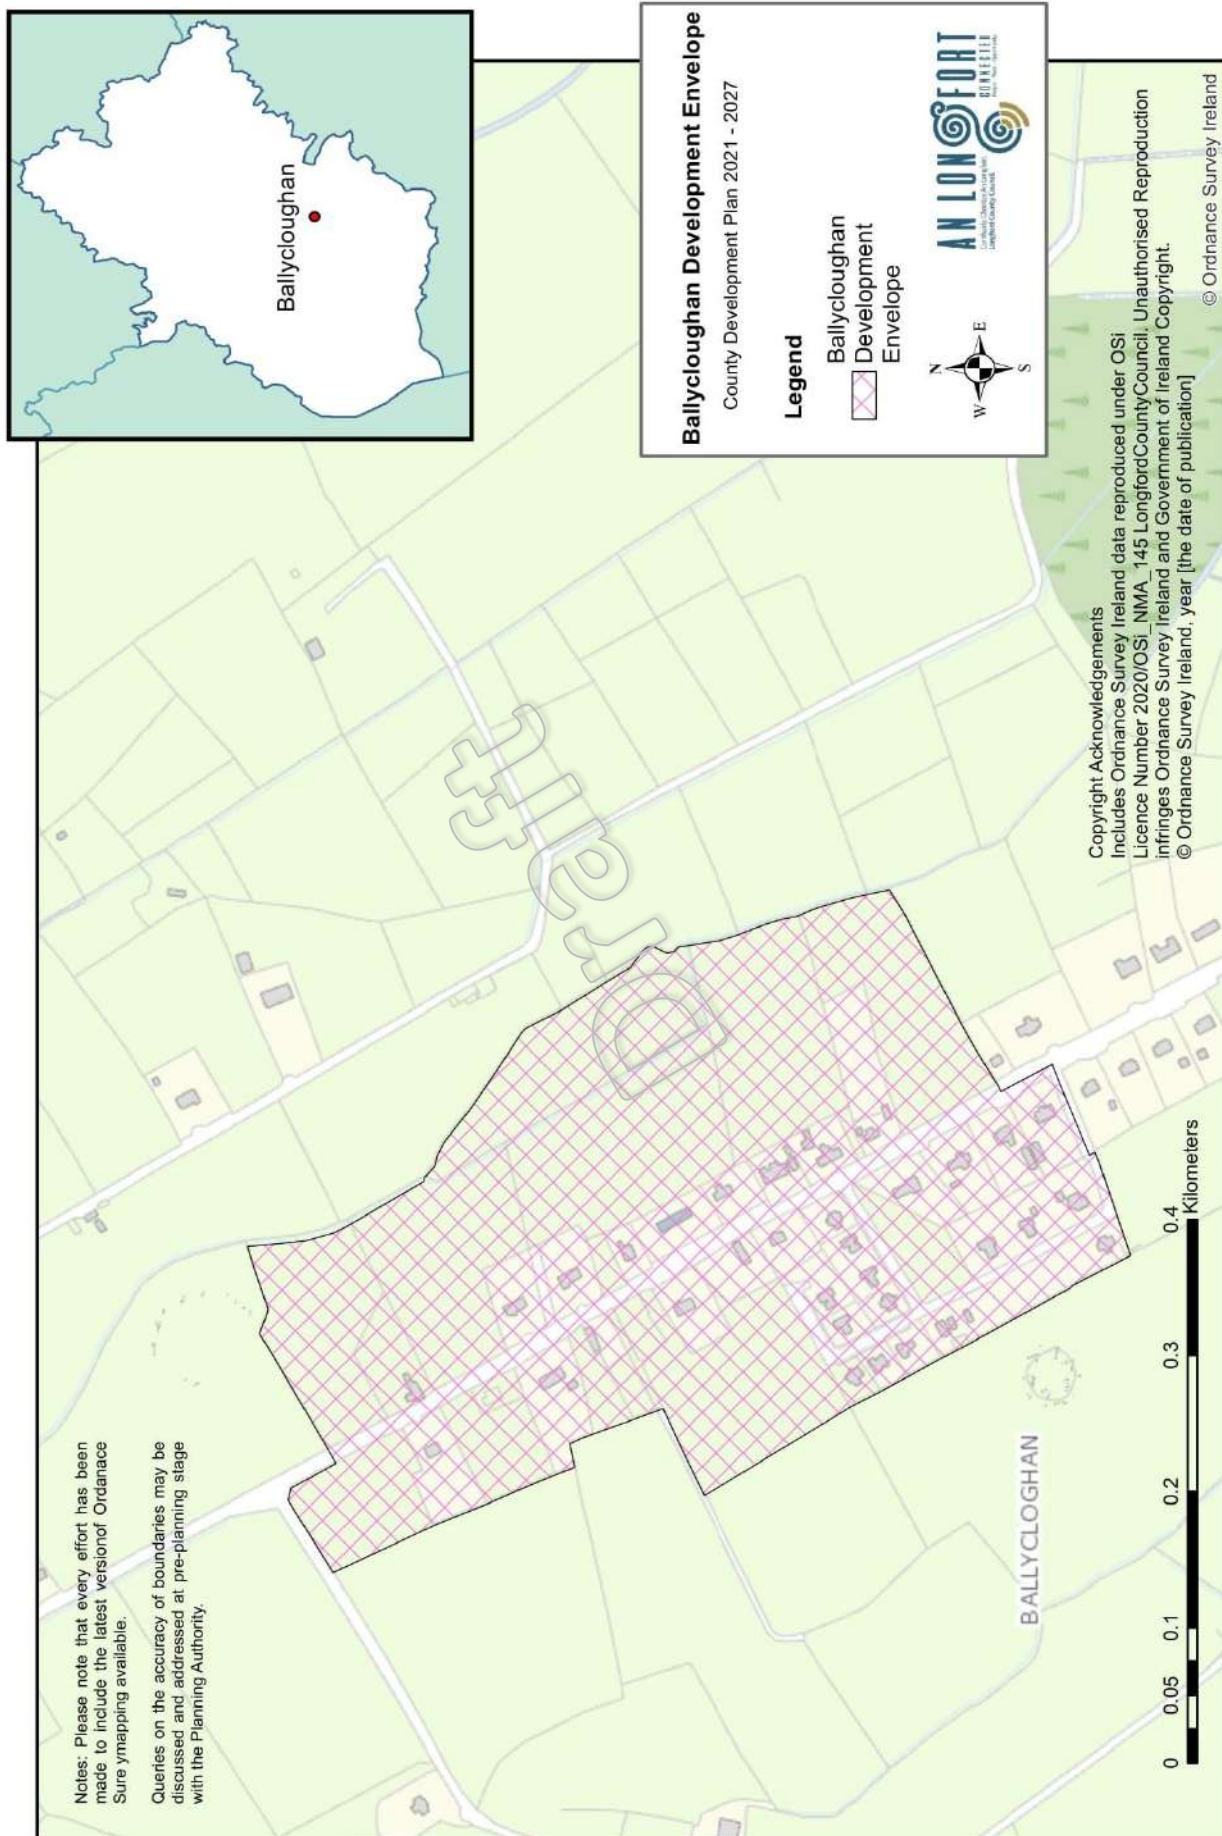 Notes: Please note that every effort has been
made to include the latest versionof Ordanace
Sure ymapping available.
Queries on the accuracy of boundaries may be
discussed and addressed at pre-planning stage
with the Planning Authority.
Ballycloughan
Draft
BALLYCLOGHAN
0 0.05 0.1 0.2 0.3 0.4
Kilometers
Ballycloughan Development Envelope
County Development Plan 2021 - 2027
Legend
Ballycloughan
Development
Envelope
N
W E
S
AN LONGFORT
CONNECTED
Longford County Council
Copyright Acknowledgements
Includes Ordnance Survey Ireland data reproduced under OSi
Licence Number 2020/OSi_NMA_145 LongfordCountyCouncil. Unauthorised Reproduction
infringes Ordnance Survey Ireland and Government of Ireland Copyright.
© Ordnance Survey Ireland, year [the date of publication]
© Ordnance Survey Ireland